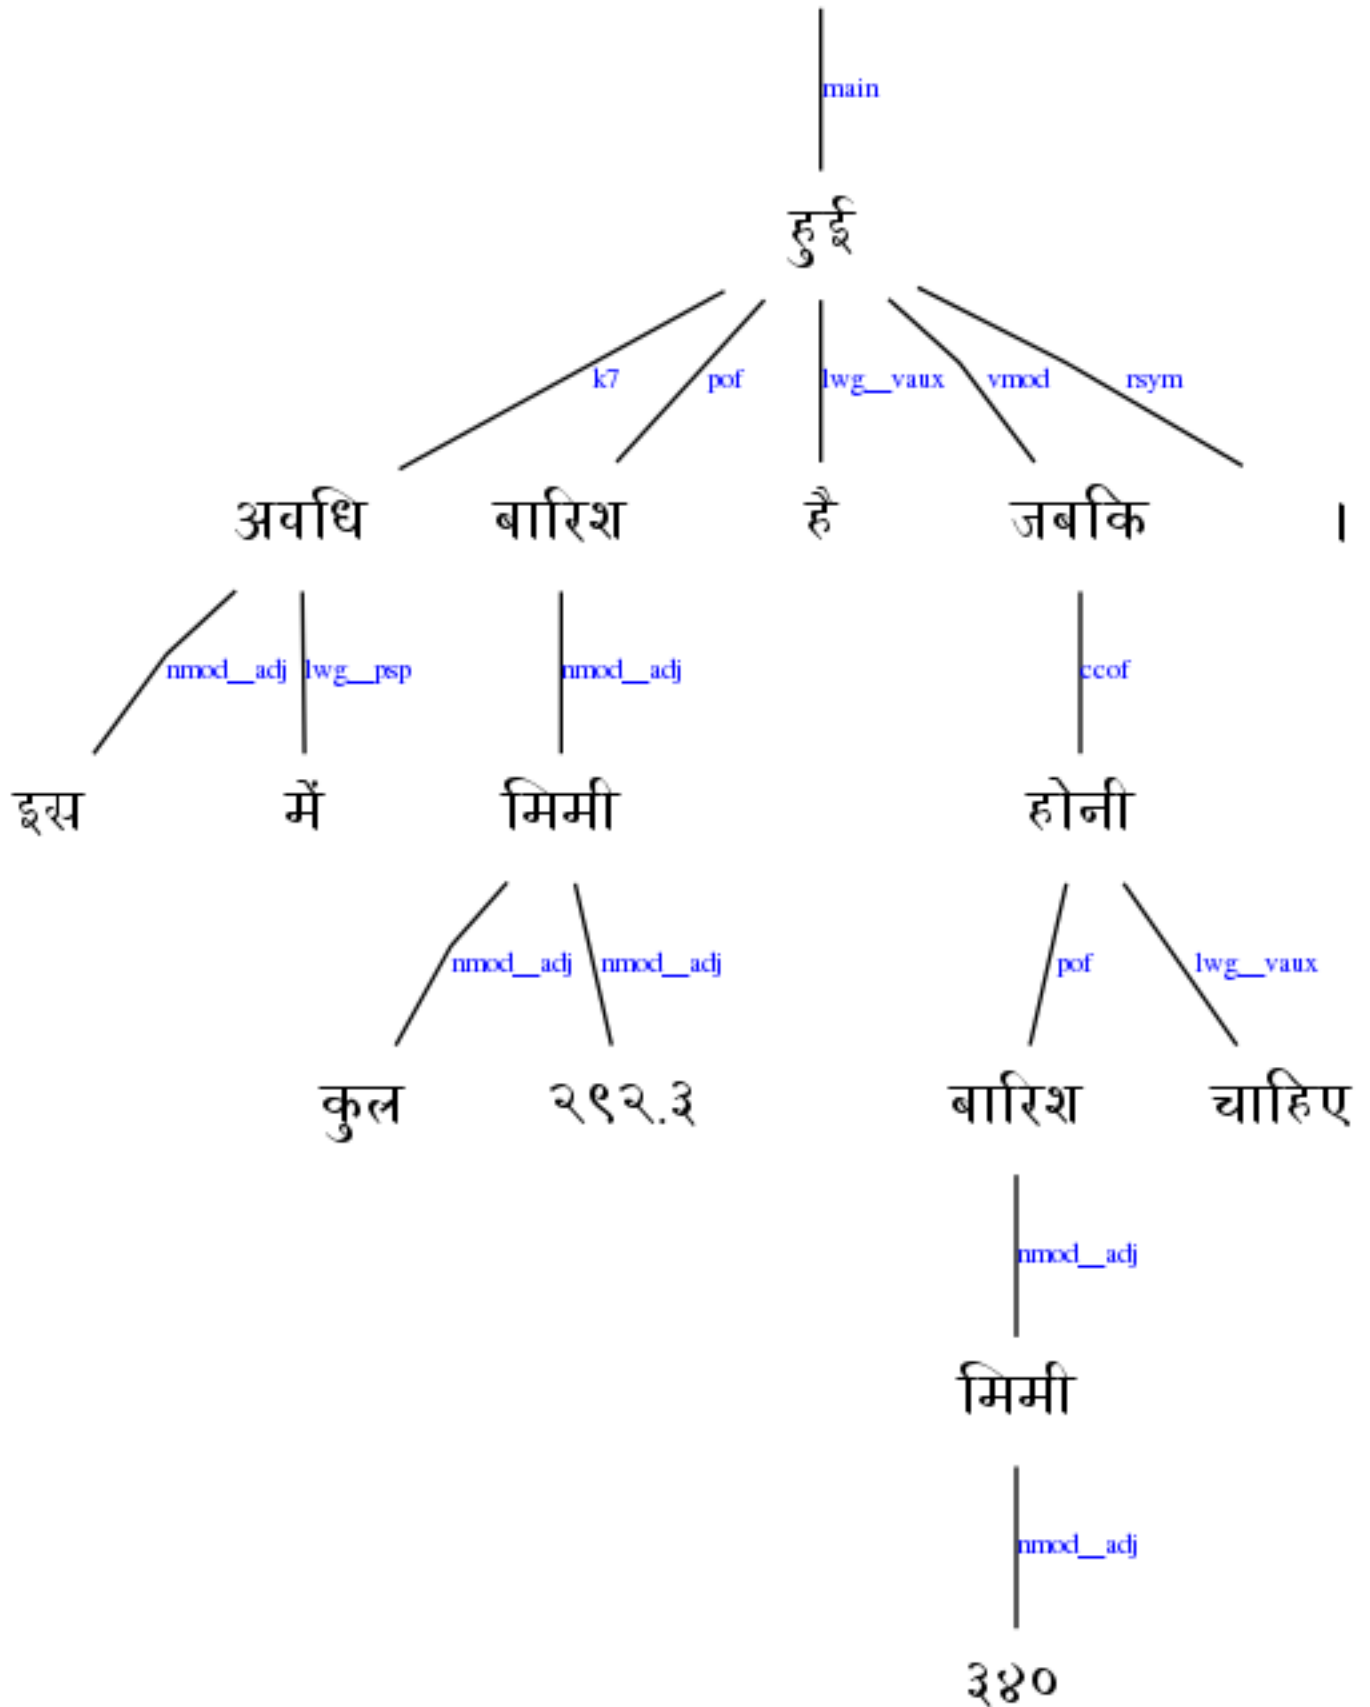 main
हुई
k7 pof lwg__vaux vmod rsym
अवधि बारिश है जबकि ।
nmod__adj lwg__psp nmod__adj ccof
इस में मिमी होनी
nmod__adj nmod__adj pof lwg__vaux
कुल २९२.३ बारिश चाहिए
nmod__adj
मिमी
nmod__adj
३४०